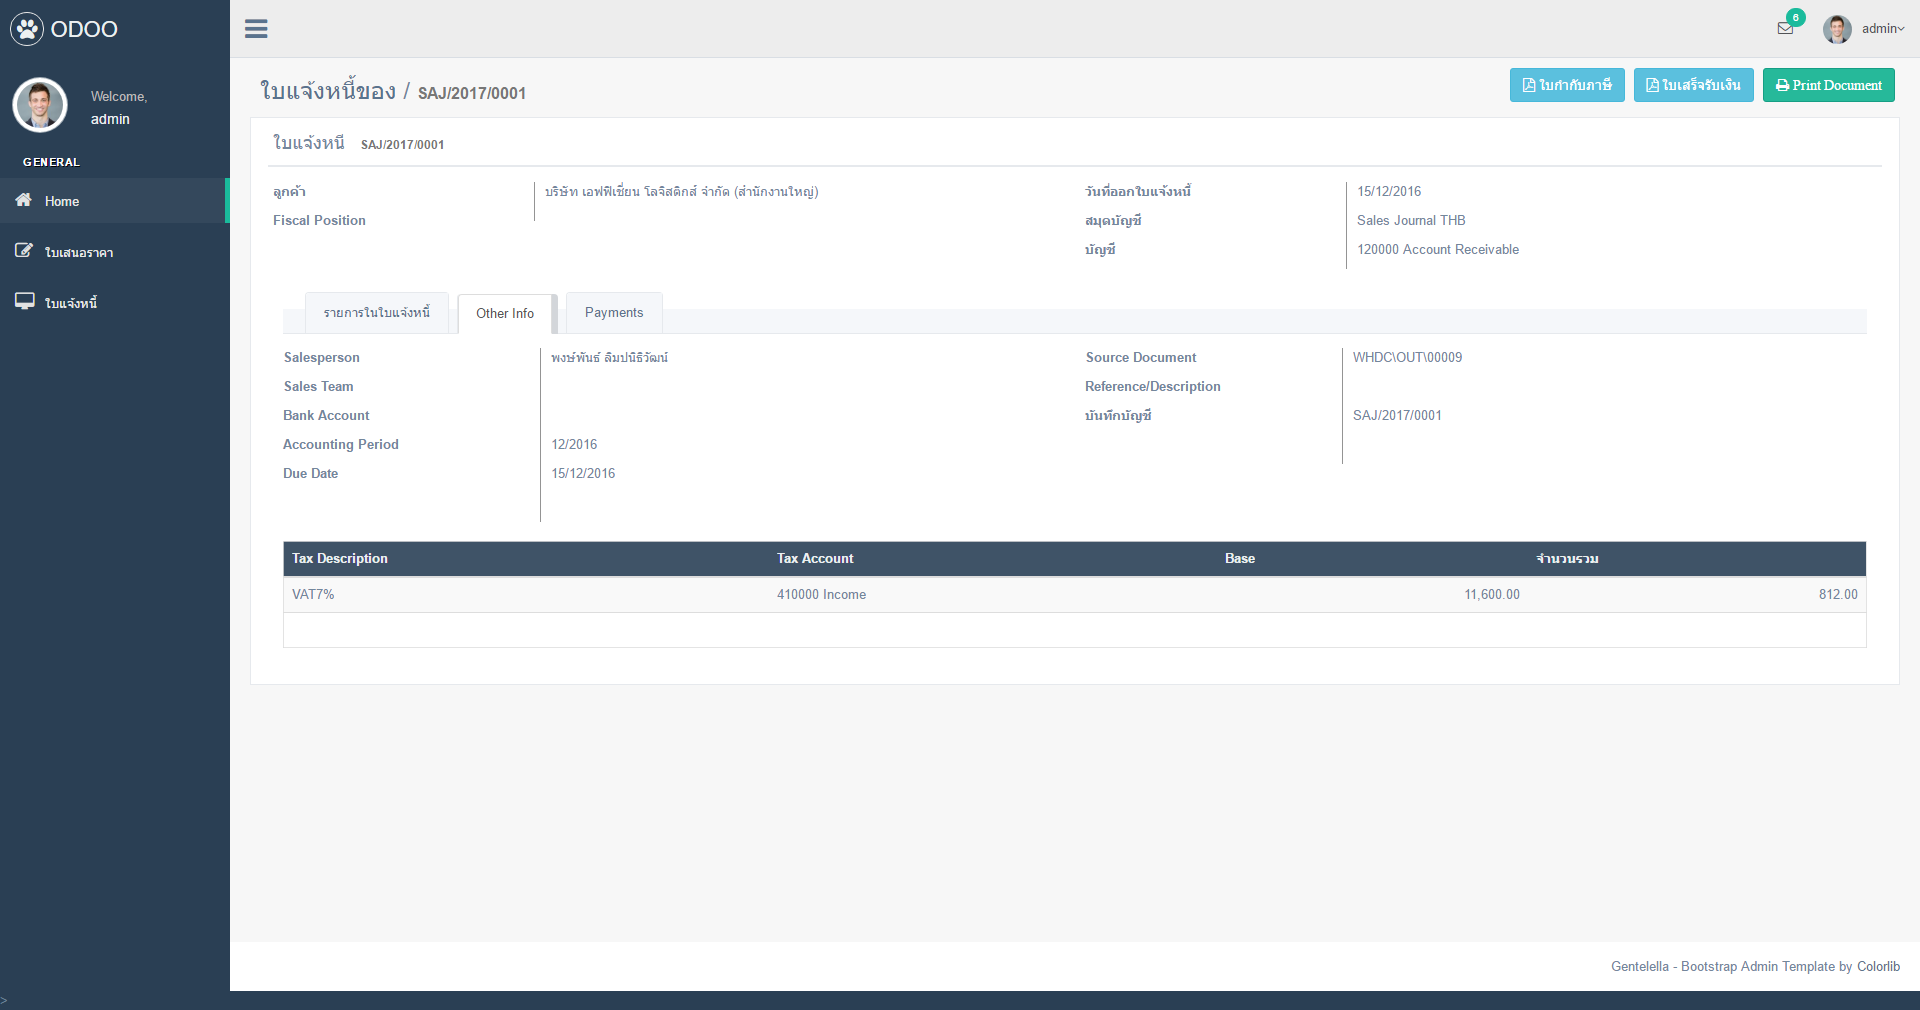 ODOO
6
admin
Welcome,
admin
GENERAL
Home
ใบเสนอราคา
ใบแจ้งหนี้
ใบแจ้งหนี้ของ / SAJ/2017/0001
ใบกำกับภาษี
ใบเสร็จรับเงิน
Print Document
ใบแจ้งหนี้ SAJ/2017/0001
ลูกค้า บริษัท เอฟฟิเชี่ยน โลจิสติกส์ จำกัด (สำนักงานใหญ่)
Fiscal Position
วันที่ออกใบแจ้งหนี้ 15/12/2016
สมุดบัญชี Sales Journal THB
บัญชี 120000 Account Receivable
รายการในใบแจ้งหนี้ Other Info Payments
Salesperson พงษ์พันธ์ ลิมปนิธิวัฒน์
Sales Team
Bank Account
Accounting Period 12/2016
Due Date 15/12/2016
Source Document WHDC\OUT\00009
Reference/Description
บันทึกบัญชี SAJ/2017/0001
Tax Description Tax Account Base จำนวนรวม
VAT7% 410000 Income 11,600.00 812.00
Gentelella - Bootstrap Admin Template by Colorlib
>